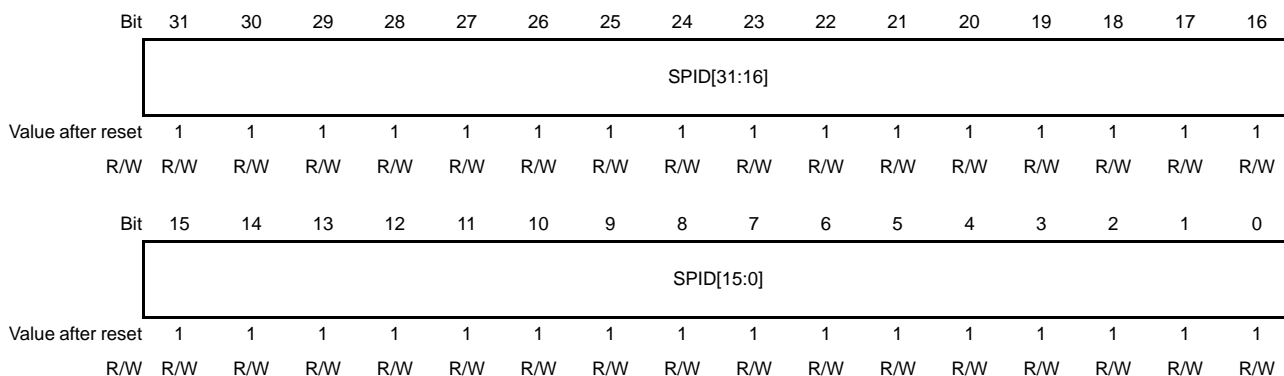 Bit 31 30 29 28 27 26 25 24 23 22 21 20 19 18 17 16
SPID[31:16]
Value after reset 1 1 1 1 1 1 1 1 1 1 1 1 1 1 1 1
R/W R/W R/W R/W R/W R/W R/W R/W R/W R/W R/W R/W R/W R/W R/W R/W R/W
Bit 15 14 13 12 11 10 9 8 7 6 5 4 3 2 1 0
SPID[15:0]
Value after reset 1 1 1 1 1 1 1 1 1 1 1 1 1 1 1 1
R/W R/W R/W R/W R/W R/W R/W R/W R/W R/W R/W R/W R/W R/W R/W R/W R/W